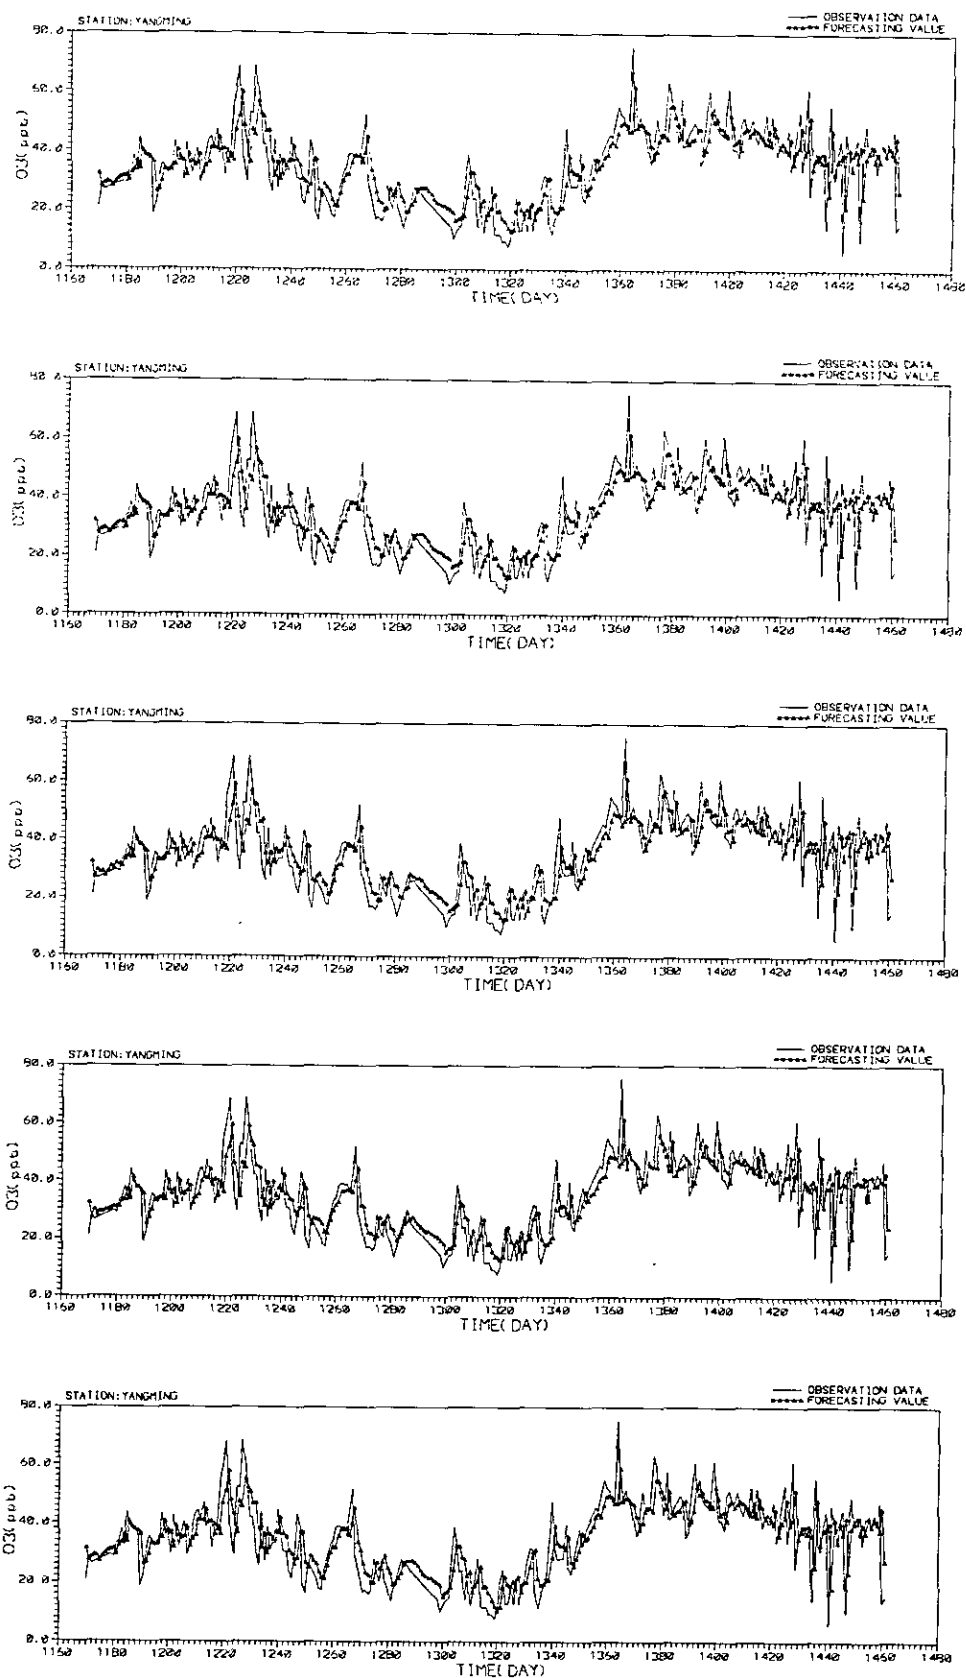 STATION:YANGMING
OBSERVATION DATA
FORECASTING VALUE
80.0
60.0
40.0
20.0
0.0
O3(ppb)
1160 1180 1200 1220 1240 1260 1280 1300 1320 1340 1360 1380 1400 1420 1440 1460 1480
TIME(DAY)
STATION:YANGMING
OBSERVATION DATA
FORECASTING VALUE
80.0
60.0
40.0
20.0
0.0
O3(ppb)
1160 1180 1200 1220 1240 1260 1280 1300 1320 1340 1360 1380 1400 1420 1440 1460 1480
TIME(DAY)
STATION:YANGMING
OBSERVATION DATA
FORECASTING VALUE
80.0
60.0
40.0
20.0
0.0
O3(ppb)
1160 1180 1200 1220 1240 1260 1280 1300 1320 1340 1360 1380 1400 1420 1440 1460 1480
TIME(DAY)
STATION:YANGMING
OBSERVATION DATA
FORECASTING VALUE
80.0
60.0
40.0
20.0
0.0
O3(ppb)
1160 1180 1200 1220 1240 1260 1280 1300 1320 1340 1360 1380 1400 1420 1440 1460 1480
TIME(DAY)
STATION:YANGMING
OBSERVATION DATA
FORECASTING VALUE
80.0
60.0
40.0
20.0
0.0
O3(ppb)
1160 1180 1200 1220 1240 1260 1280 1300 1320 1340 1360 1380 1400 1420 1440 1460 1480
TIME(DAY)